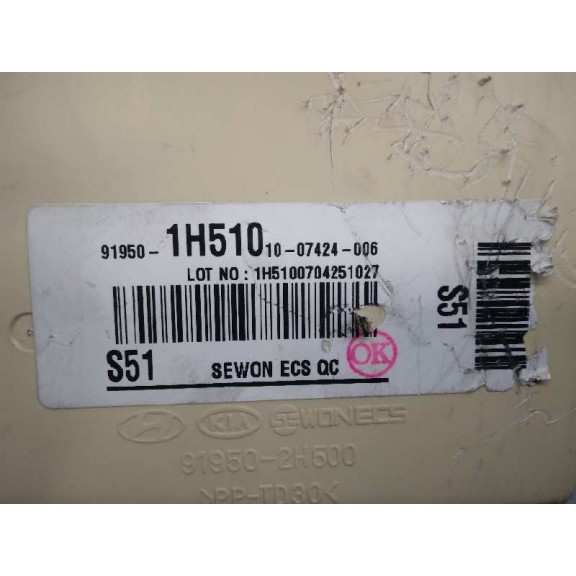 91950- 1H510 10-07424-006
LOT NO : 1H5100704251027
S51 SEWON ECS QC OK
S51
KIA SEWONECS
91950-2H500
>PP-TD30<